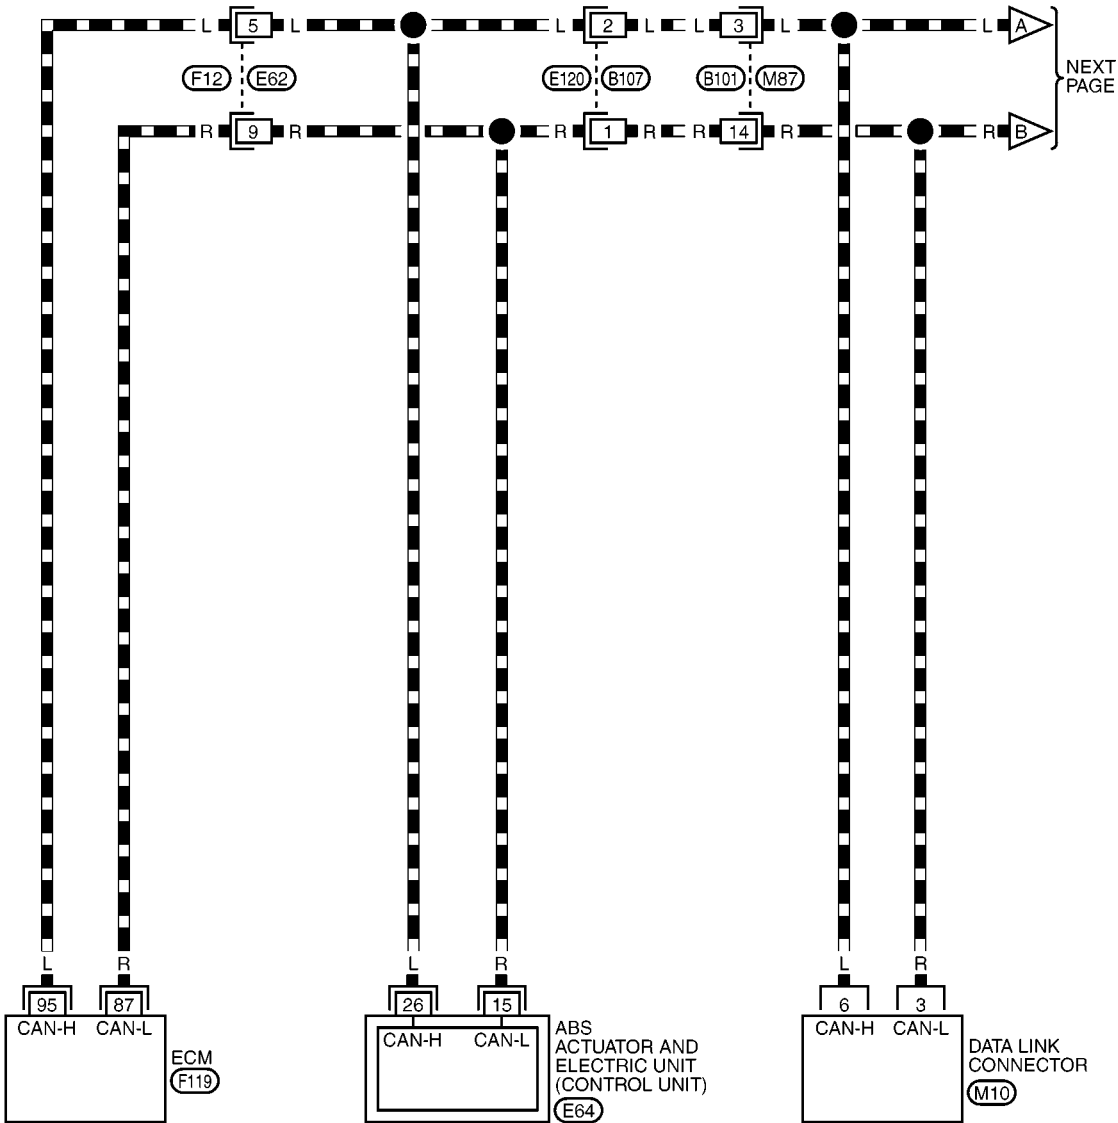 L 5 L L 2 L L 3 L L A
F12 E62 E120 B107 B101 M87
NEXT
PAGE
R 9 R R 1 R R 14 R R B
L R L R L R
95 87 26 15 6 3
CAN-H CAN-L
ECM
F119
CAN-H CAN-L
ABS
ACTUATOR AND
ELECTRIC UNIT
(CONTROL UNIT)
E64
CAN-H CAN-L
DATA LINK
CONNECTOR
M10